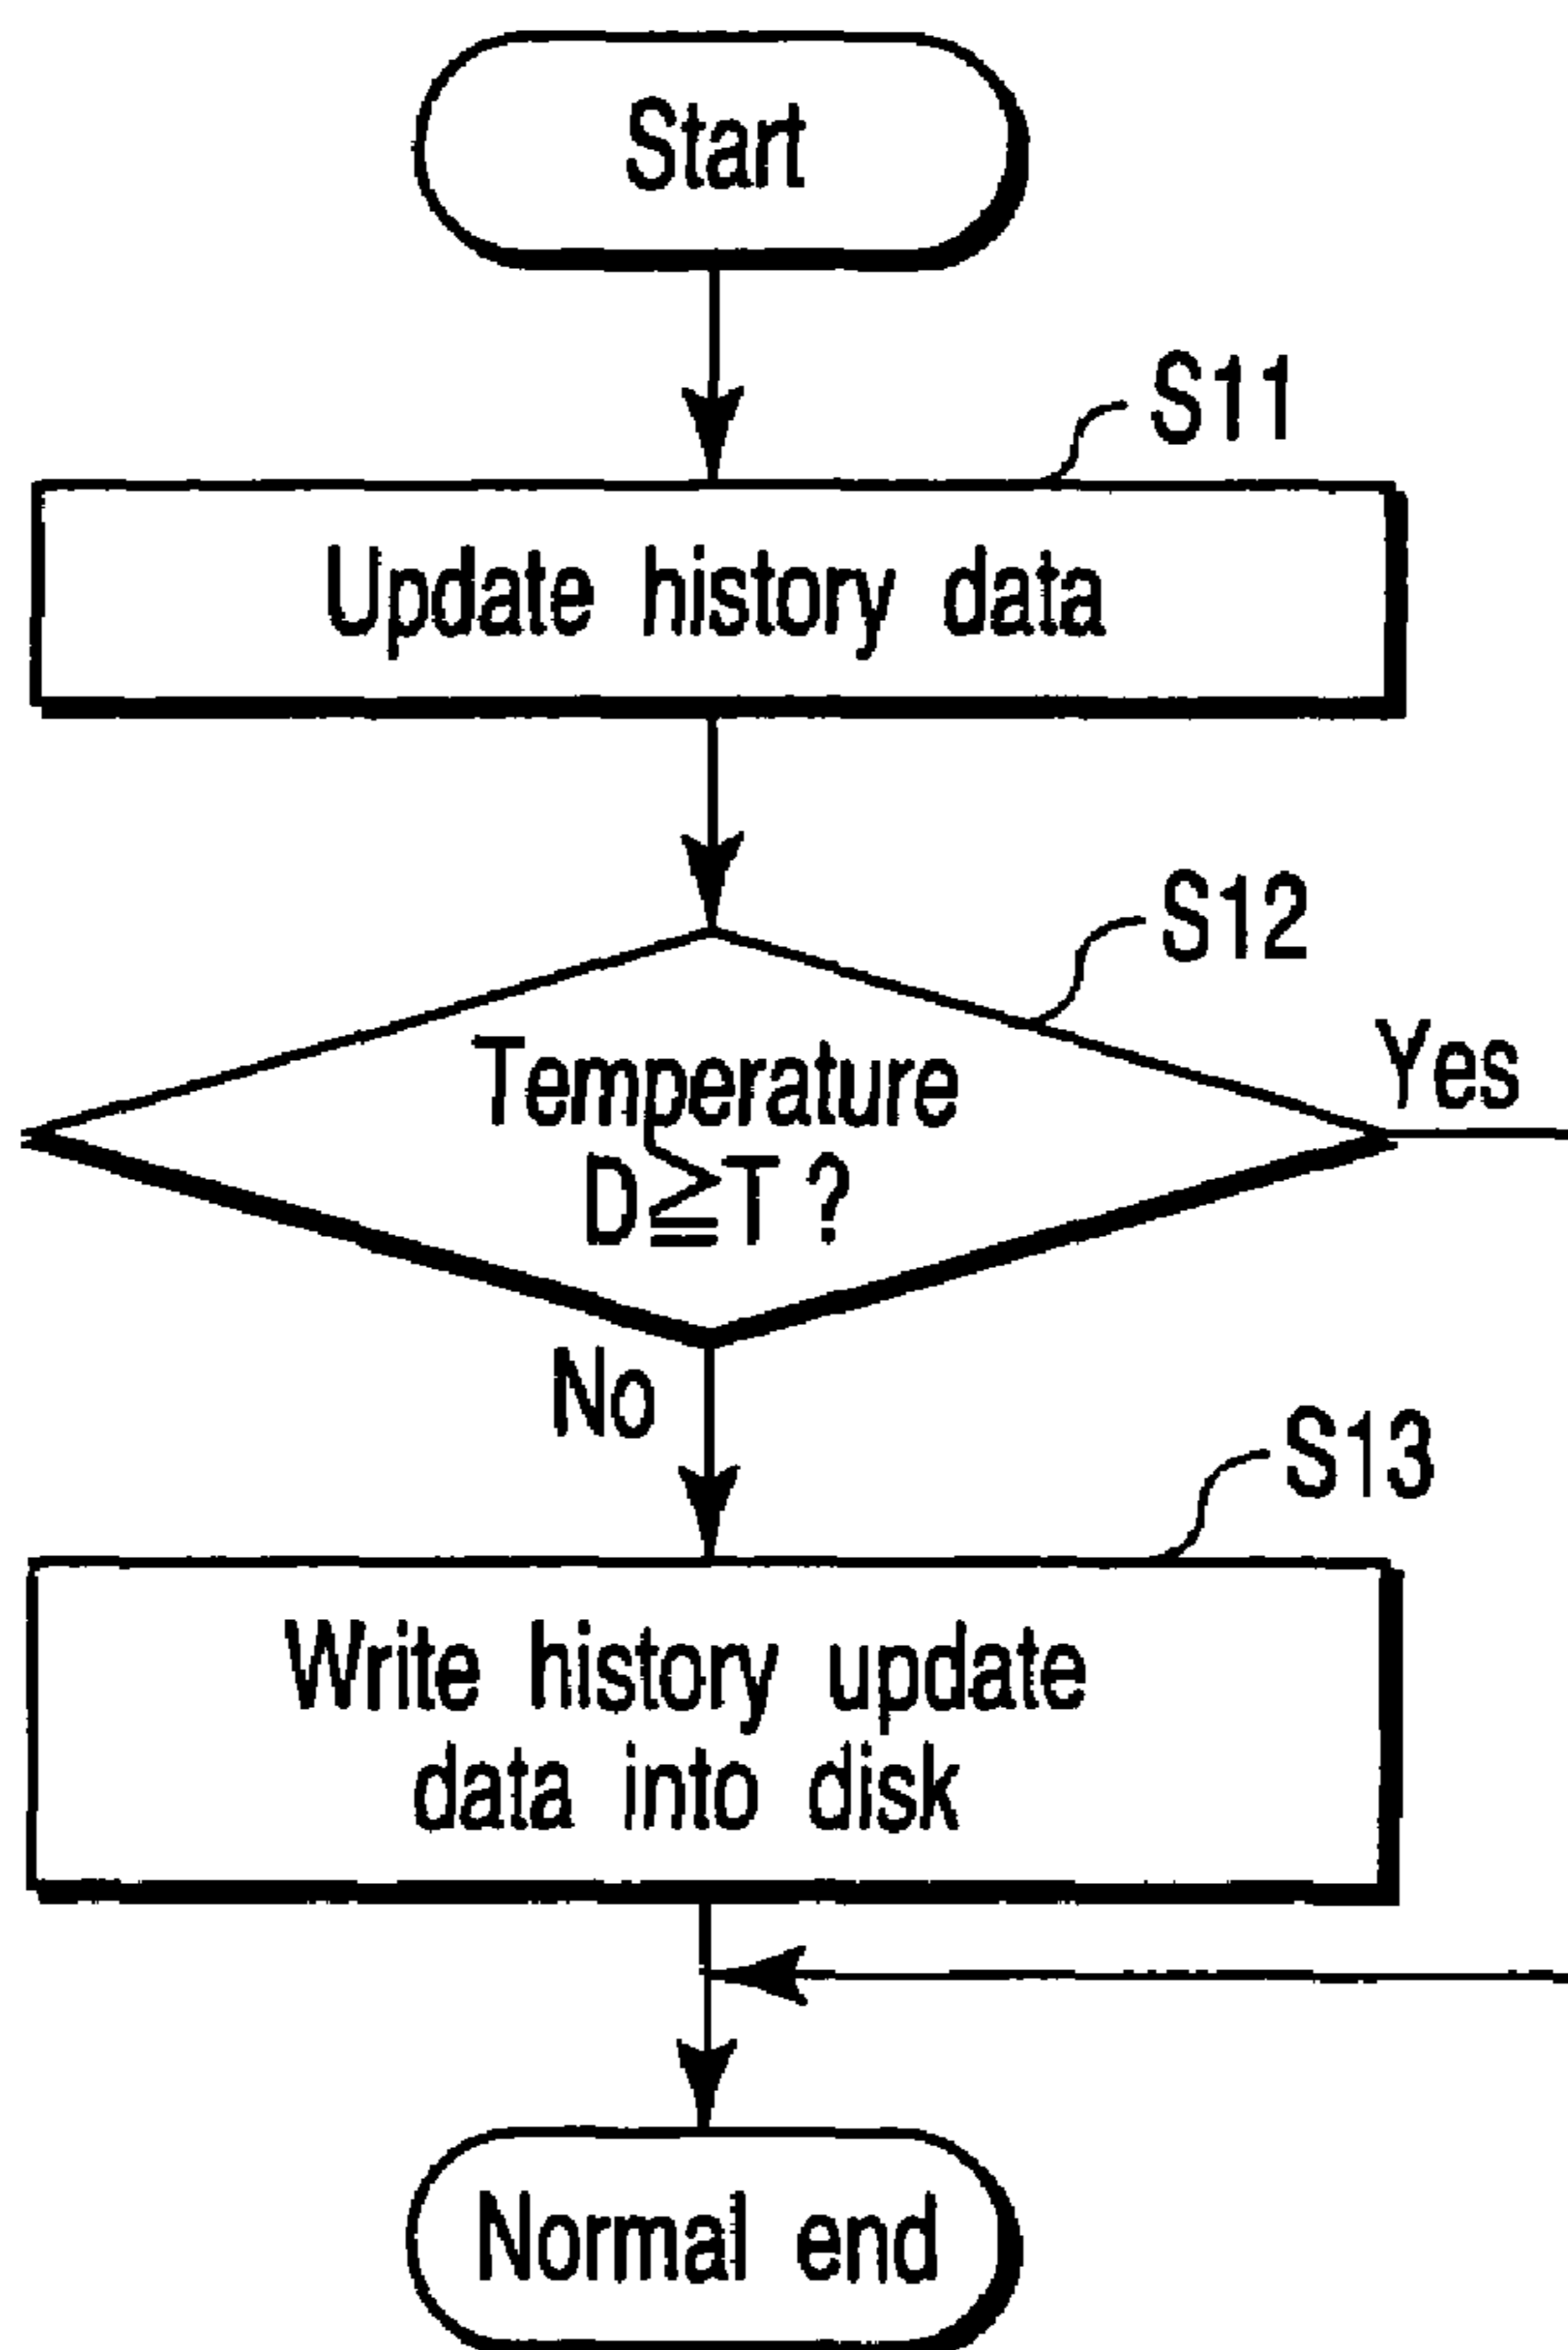 Start
S11
Update history data
S12
Temperature
D≧T ?
Yes
No
S13
Write history update
data into disk
Normal end